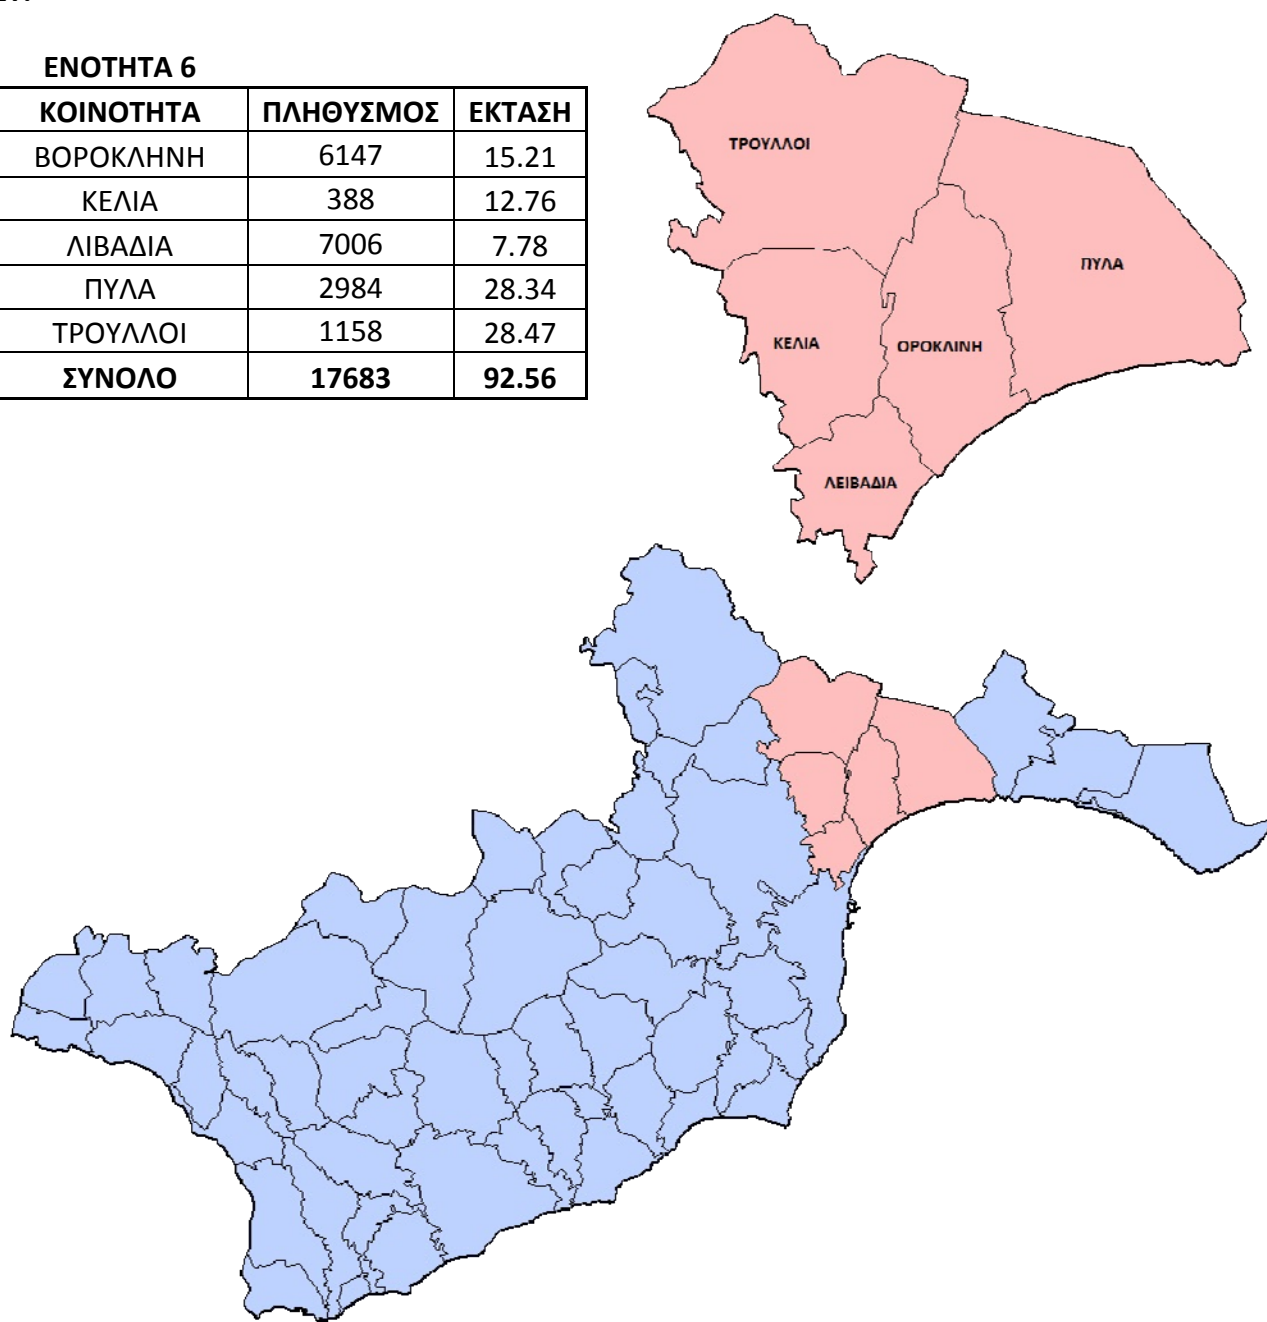 ΕΝΟΤΗΤΑ 6
ΚΟΙΝΟΤΗΤΑ ΠΛΗΘΥΣΜΟΣ ΕΚΤΑΣΗ
ΒΟΡΟΚΛΗΝΗ 6147 15.21
ΚΕΛΙΑ 388 12.76
ΛΙΒΑΔΙΑ 7006 7.78
ΠΥΛΑ 2984 28.34
ΤΡΟΥΛΛΟΙ 1158 28.47
ΣΥΝΟΛΟ 17683 92.56
ΤΡΟΥΛΛΟΙ
ΠΥΛΑ
ΚΕΛΙΑ
ΟΡΟΚΛΙΝΗ
ΛΕΙΒΑΔΙΑ